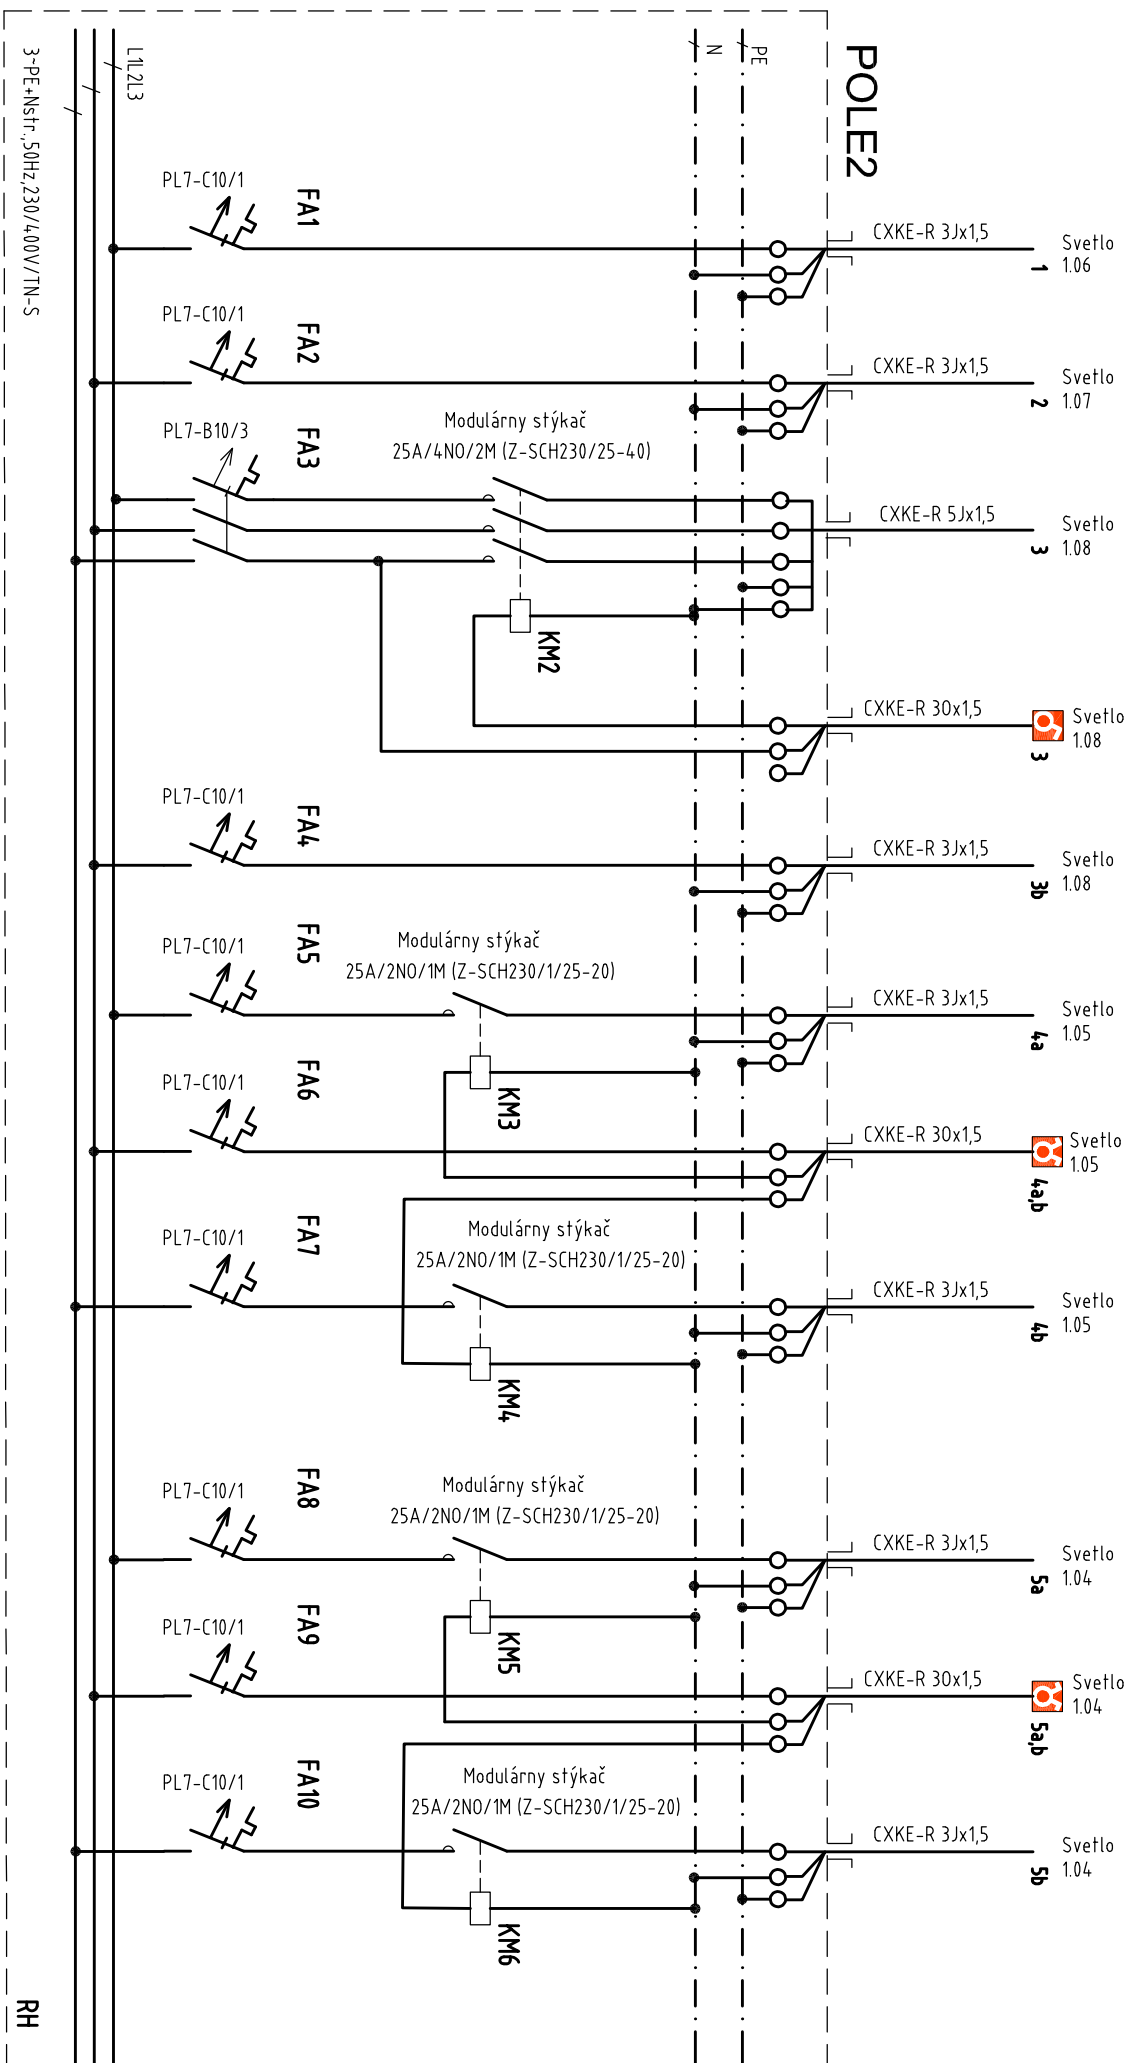 POLE2
L1L2L3
3~PE+Nstr.,50Hz,230/400V/TN-S
N
PE
PL7-C10/1
FA1
CXKE-R 3Jx1,5
Svetlo
1.06
1
PL7-C10/1
FA2
CXKE-R 3Jx1,5
Svetlo
1.07
2
PL7-B10/3
FA3
Modulárny stýkač
25A/4NO/2M (Z-SCH230/25-40)
KM2
CXKE-R 5Jx1,5
Svetlo
1.08
3
CXKE-R 3Ox1,5
Svetlo
1.08
3
PL7-C10/1
FA4
CXKE-R 3Jx1,5
Svetlo
1.08
3b
PL7-C10/1
FA5
Modulárny stýkač
25A/2NO/1M (Z-SCH230/1/25-20)
KM3
CXKE-R 3Jx1,5
Svetlo
1.05
4a
PL7-C10/1
FA6
CXKE-R 3Ox1,5
Svetlo
1.05
4a,b
PL7-C10/1
FA7
Modulárny stýkač
25A/2NO/1M (Z-SCH230/1/25-20)
KM4
CXKE-R 3Jx1,5
Svetlo
1.05
4b
PL7-C10/1
FA8
Modulárny stýkač
25A/2NO/1M (Z-SCH230/1/25-20)
KM5
CXKE-R 3Jx1,5
Svetlo
1.04
5a
PL7-C10/1
FA9
CXKE-R 3Ox1,5
Svetlo
1.04
5a,b
PL7-C10/1
FA10
Modulárny stýkač
25A/2NO/1M (Z-SCH230/1/25-20)
KM6
CXKE-R 3Jx1,5
Svetlo
1.04
5b
RH